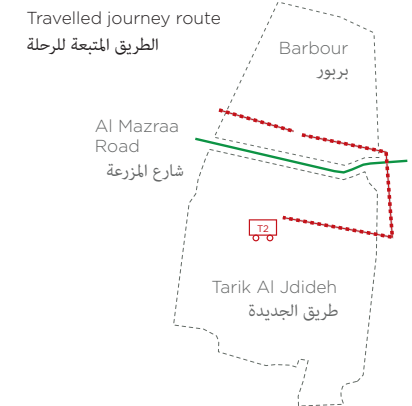 Travelled journey route
الطريق المتبعة للرحلة
Barbour
بربور
Al Mazraa
Road
شارع المزرعة
T2
Tarik Al Jdideh
طريق الجديدة